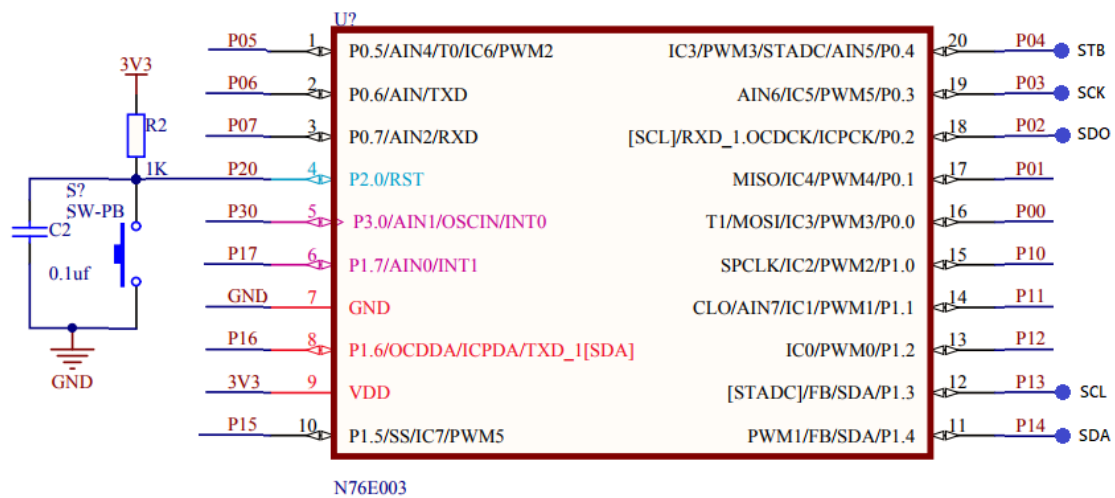 U?
P05 1 P0.5/AIN4/T0/IC6/PWM2 IC3/PWM3/STADC/AIN5/P0.4 20 P04 STB
3V3
P06 2 P0.6/AIN/TXD AIN6/IC5/PWM5/P0.3 19 P03 SCK
R2
P07 3 P0.7/AIN2/RXD [SCL]/RXD_1.OCDCK/ICPCK/P0.2 18 P02 SDO
1K P20 4 P2.0/RST MISO/IC4/PWM4/P0.1 17 P01
S?
SW-PB
P30 5 P3.0/AIN1/OSCIN/INT0 T1/MOSI/IC3/PWM3/P0.0 16 P00
C2
P17 6 P1.7/AIN0/INT1 SPCLK/IC2/PWM2/P1.0 15 P10
0.1uf
GND 7 GND CLO/AIN7/IC1/PWM1/P1.1 14 P11
P16 8 P1.6/OCDDA/ICPDA/TXD_1[SDA] IC0/PWM0/P1.2 13 P12
GND
3V3 9 VDD [STADC]/FB/SDA/P1.3 12 P13 SCL
P15 10 P1.5/SS/IC7/PWM5 PWM1/FB/SDA/P1.4 11 P14 SDA
N76E003